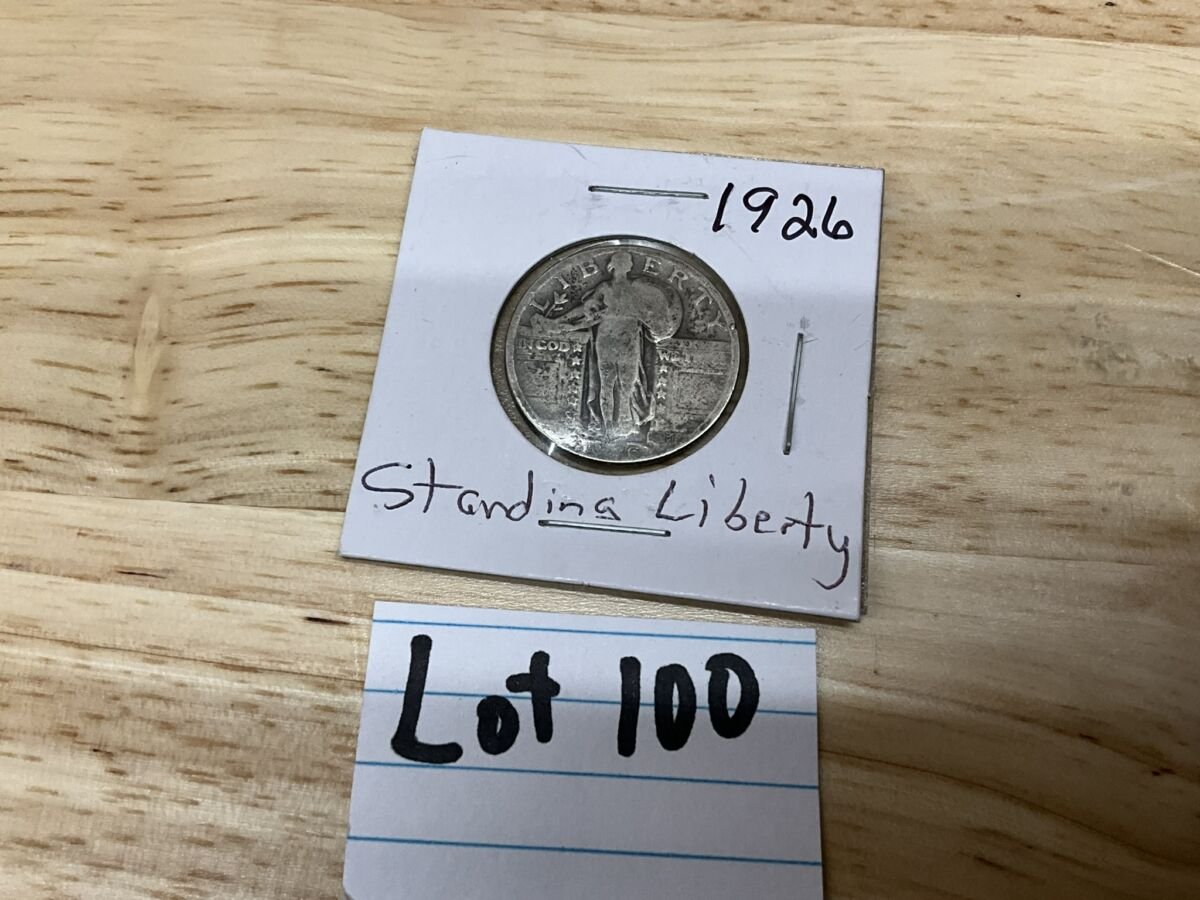 1926
LIBERTY
IN GOD WE
Standing Liberty
Lot 100